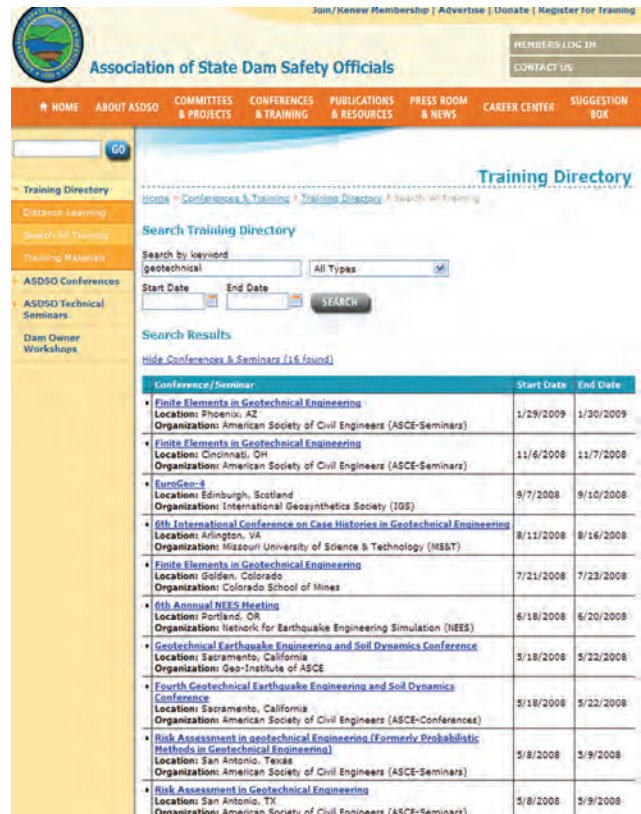 Join/Renew Membership | Advertise | Donate | Register for Training
MEMBERS LOG IN
CONTACT US
Association of State Dam Safety Officials
HOME
ABOUT ASDSO
COMMITTEES
& PROJECTS
CONFERENCES
& TRAINING
PUBLICATIONS
& RESOURCES
PRESS ROOM
& NEWS
CAREER CENTER
SUGGESTION
BOX
GO
Training Directory
Distance Learning
Search All Training
Training Materials
ASDSO Conferences
ASDSO Technical
Seminars
Dam Owner
Workshops
Training Directory
Home » Conferences & Training » Training Directory » Search All Training
Search Training Directory
Search by keyword
geotechnical
All Types
Start Date
End Date
SEARCH
Search Results
Hide Conferences & Seminars (16 found)
Conference/Seminar Start Date End Date
Finite Elements in Geotechnical Engineering
Location: Phoenix, AZ
Organization: American Society of Civil Engineers (ASCE-Seminars)
1/29/2009 1/30/2009
Finite Elements in Geotechnical Engineering
Location: Cincinnati, OH
Organization: American Society of Civil Engineers (ASCE-Seminars)
11/6/2008 11/7/2008
EuroGeo-4
Location: Edinburgh, Scotland
Organization: International Geosynthetics Society (IGS)
9/7/2008 9/10/2008
6th International Conference on Case Histories in Geotechnical Engineering
Location: Arlington, VA
Organization: Missouri University of Science & Technology (MS&T)
8/11/2008 8/16/2008
Finite Elements in Geotechnical Engineering
Location: Golden, Colorado
Organization: Colorado School of Mines
7/21/2008 7/23/2008
6th Annnual NEES Meeting
Location: Portland, OR
Organization: Network for Earthquake Engineering Simulation (NEES)
6/18/2008 6/20/2008
Geotechnical Earthquake Engineering and Soil Dynamics Conference
Location: Sacramento, California
Organization: Geo-Institute of ASCE
5/18/2008 5/22/2008
Fourth Geotechnical Earthquake Engineering and Soil Dynamics
Conference
Location: Sacramento, California
Organization: American Society of Civil Engineers (ASCE-Conferences)
5/18/2008 5/22/2008
Risk Assessment in geotechnical Engineering (Formerly Probabilistic
Methods in Geotechnical Engineering)
Location: San Antonio, Texas
Organization: American Society of Civil Engineers (ASCE-Seminars)
5/8/2008 5/9/2008
Risk Assessment in Geotechnical Engineering
Location: San Antonio, TX
Organization: American Society of Civil Engineers (ASCE-Seminars)
5/8/2008 5/9/2008